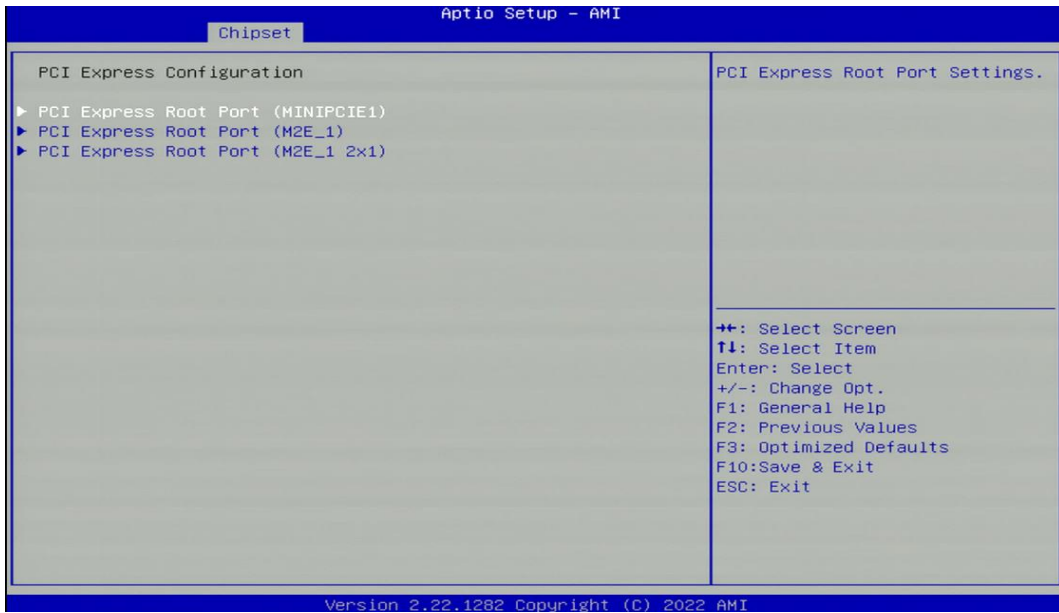 Aptio Setup - AMI
Chipset
PCI Express Configuration
▶ PCI Express Root Port (MINIPCIE1)
▶ PCI Express Root Port (M2E_1)
▶ PCI Express Root Port (M2E_1 2x1)
PCI Express Root Port Settings.
→←: Select Screen
↑↓: Select Item
Enter: Select
+/-: Change Opt.
F1: General Help
F2: Previous Values
F3: Optimized Defaults
F10:Save & Exit
ESC: Exit
Version 2.22.1282 Copyright (C) 2022 AMI